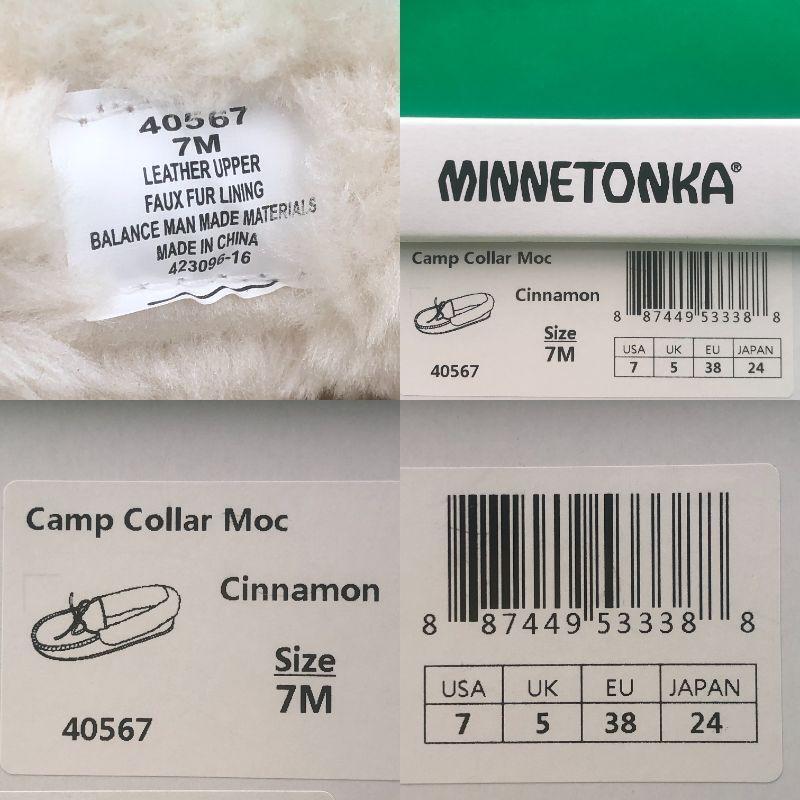 40567
7M
LEATHER UPPER
FAUX FUR LINING
BALANCE MAN MADE MATERIALS
MADE IN CHINA
423096-16
MINNETONKA®
Camp Collar Moc
Cinnamon
Size
7M
40567
8 87449 53338 8
USA UK EU JAPAN
7 5 38 24
Camp Collar Moc
Cinnamon
Size
7M
40567
8 87449 53338 8
USA UK EU JAPAN
7 5 38 24